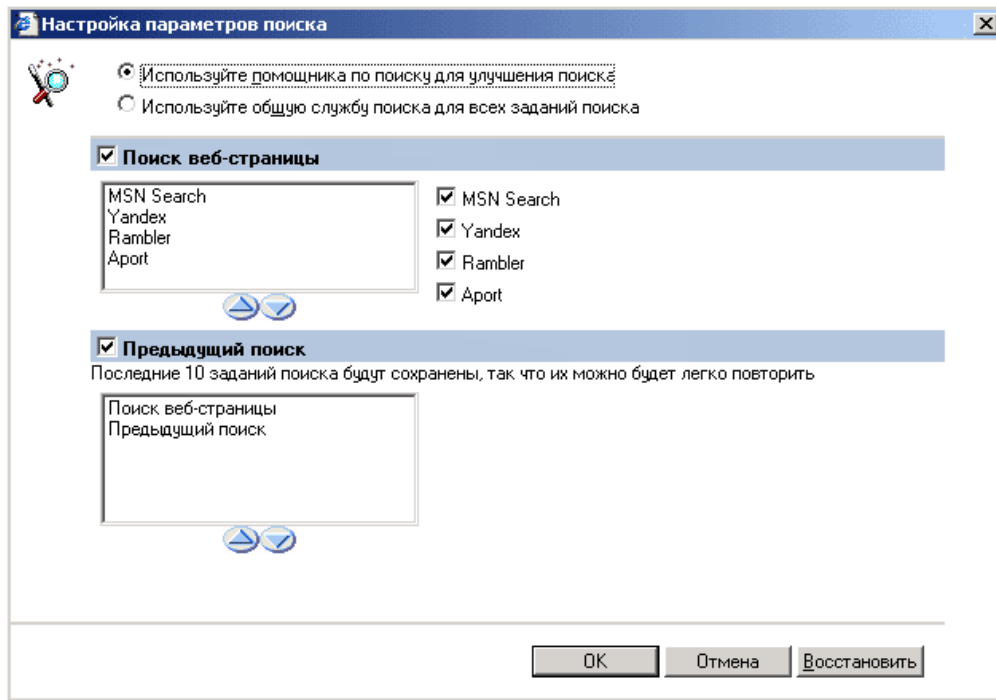 Настройка параметров поиска
Используйте помощника по поиску для улучшения поиска
Используйте общую службу поиска для всех заданий поиска
Поиск веб-страницы
MSN Search
Yandex
Rambler
Aport
MSN Search
Yandex
Rambler
Aport
Предыдущий поиск
Последние 10 заданий поиска будут сохранены, так что их можно будет легко повторить
Поиск веб-страницы
Предыдущий поиск
OK
Отмена
Восстановить